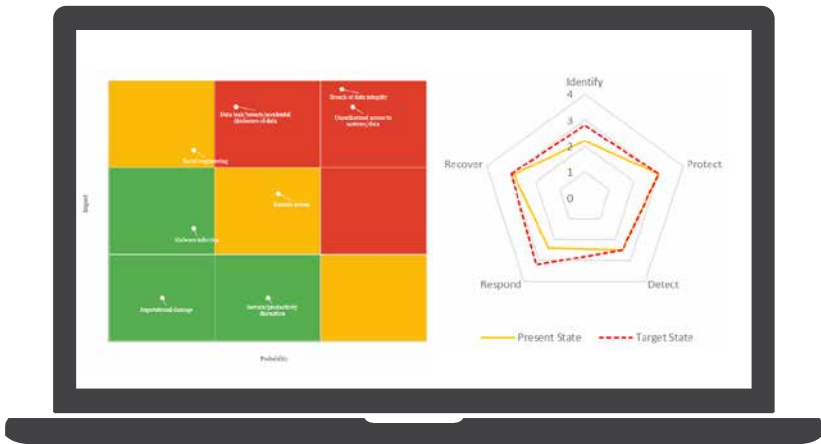 Breach of data integrity
Data leak/breach/accidental
disclosure of data
Unauthorized access to
systems/data
Social engineering
Malware infection
Reputational damage
Service/productivity
disruption
Impact
Probability
Identify
4
3
2
1
0
Recover
Protect
Respond
Detect
Present State
Target State